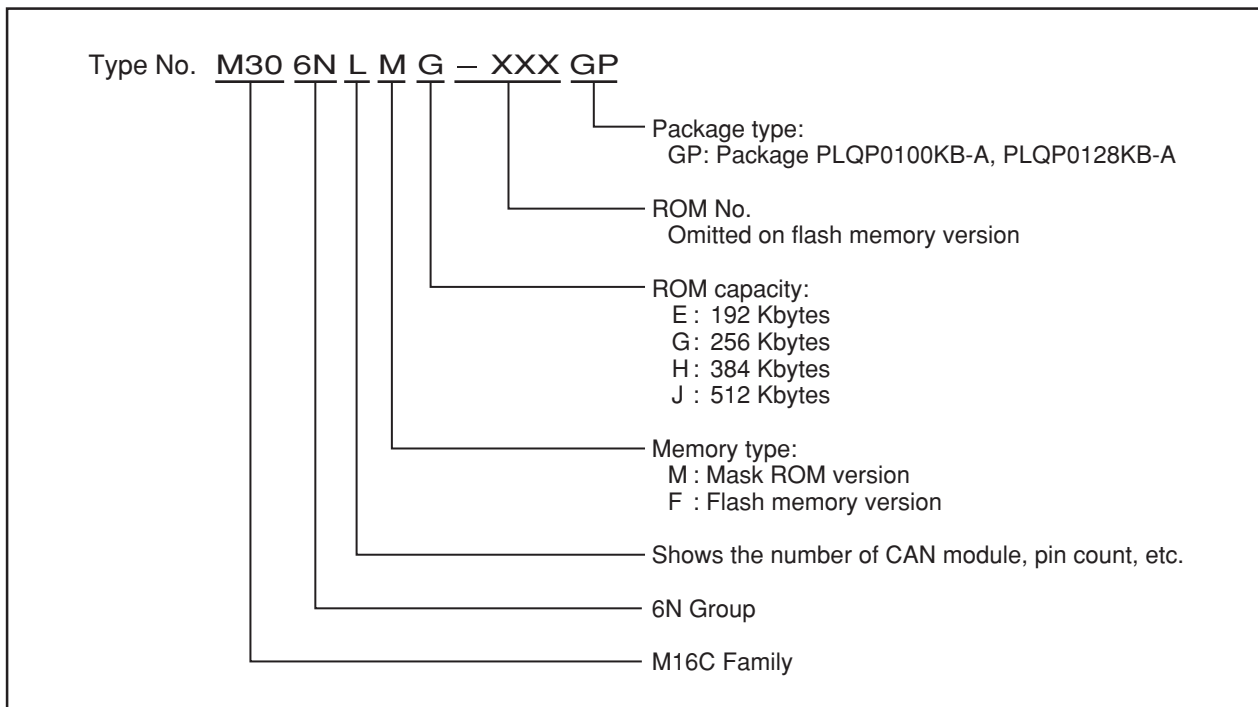 Type No. M30 6N L M G – XXX GP
Package type:
GP: Package PLQP0100KB-A, PLQP0128KB-A
ROM No.
Omitted on flash memory version
ROM capacity:
E : 192 Kbytes
G : 256 Kbytes
H : 384 Kbytes
J : 512 Kbytes
Memory type:
M : Mask ROM version
F : Flash memory version
Shows the number of CAN module, pin count, etc.
6N Group
M16C Family